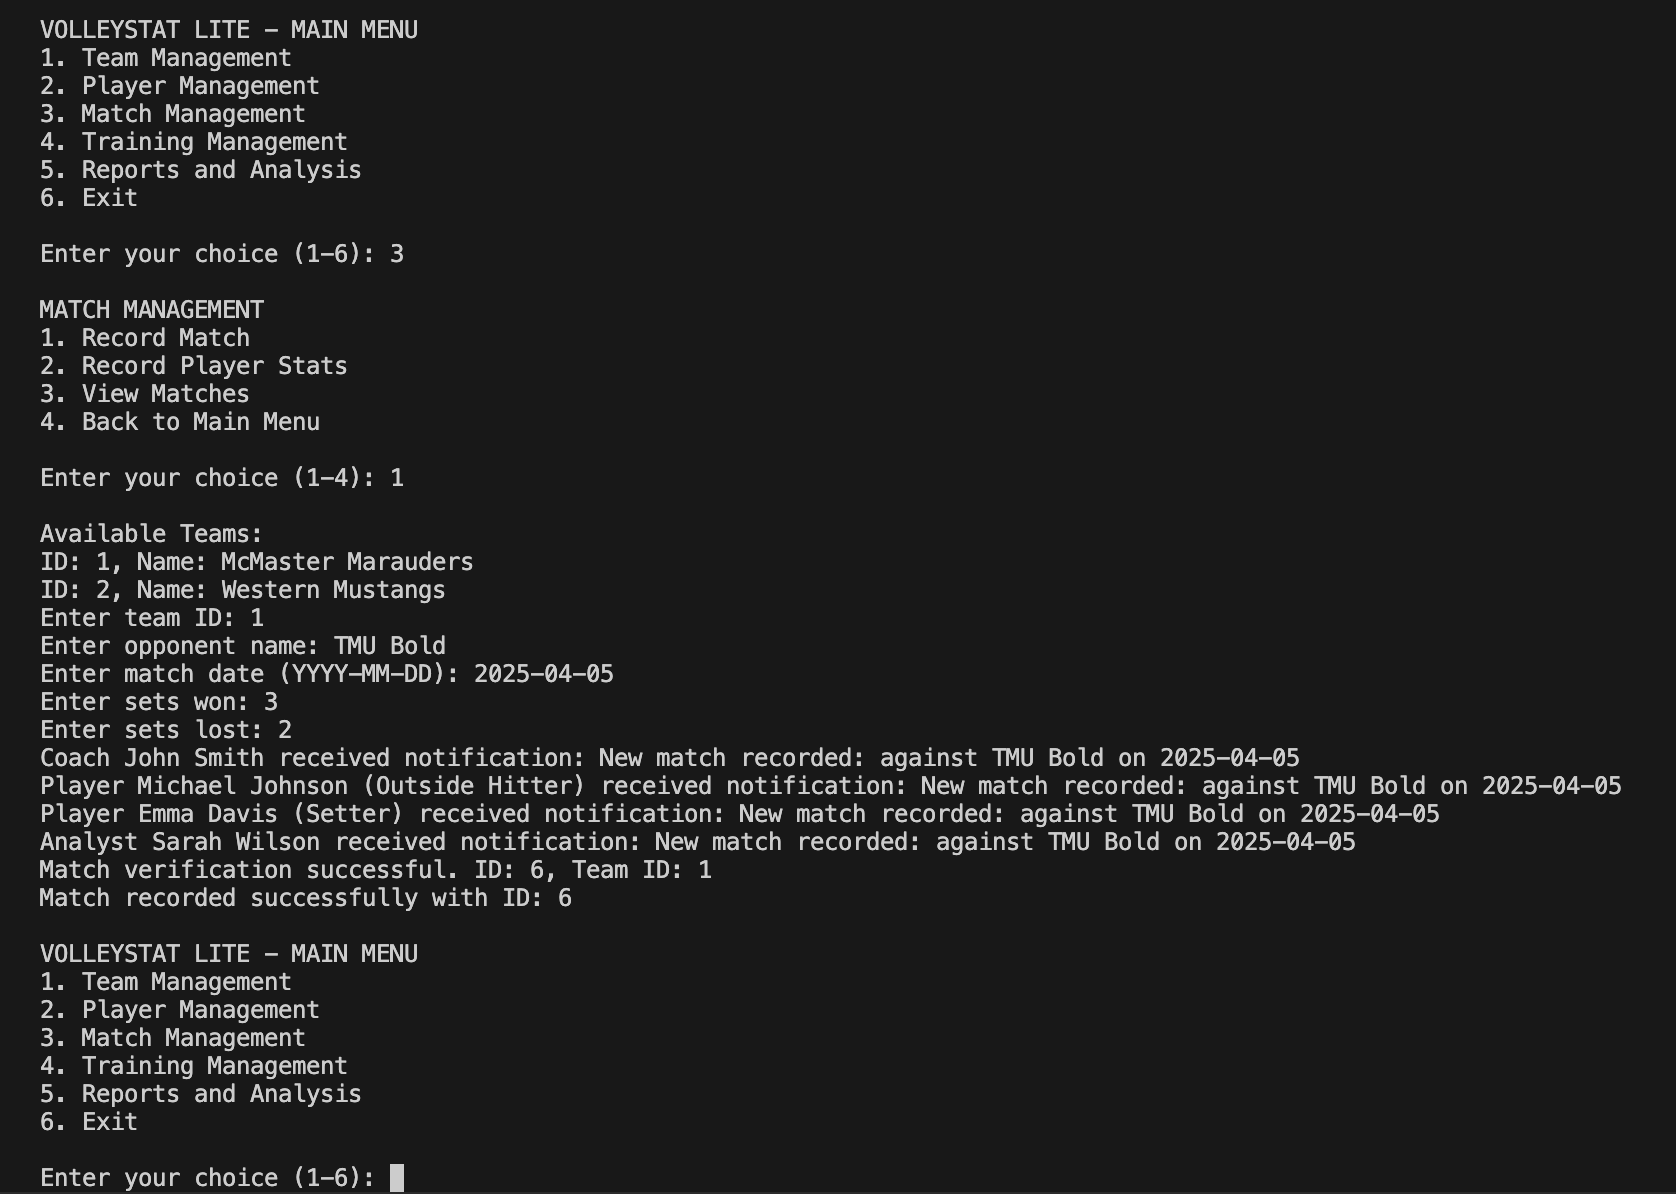 VOLLEYSTAT LITE – MAIN MENU
1. Team Management
2. Player Management
3. Match Management
4. Training Management
5. Reports and Analysis
6. Exit
Enter your choice (1–6): 3
MATCH MANAGEMENT
1. Record Match
2. Record Player Stats
3. View Matches
4. Back to Main Menu
Enter your choice (1–4): 1
Available Teams:
ID: 1, Name: McMaster Marauders
ID: 2, Name: Western Mustangs
Enter team ID: 1
Enter opponent name: TMU Bold
Enter match date (YYYY–MM–DD): 2025–04–05
Enter sets won: 3
Enter sets lost: 2
Coach John Smith received notification: New match recorded: against TMU Bold on 2025–04–05
Player Michael Johnson (Outside Hitter) received notification: New match recorded: against TMU Bold on 2025–04–05
Player Emma Davis (Setter) received notification: New match recorded: against TMU Bold on 2025–04–05
Analyst Sarah Wilson received notification: New match recorded: against TMU Bold on 2025–04–05
Match verification successful. ID: 6, Team ID: 1
Match recorded successfully with ID: 6
VOLLEYSTAT LITE – MAIN MENU
1. Team Management
2. Player Management
3. Match Management
4. Training Management
5. Reports and Analysis
6. Exit
Enter your choice (1–6):